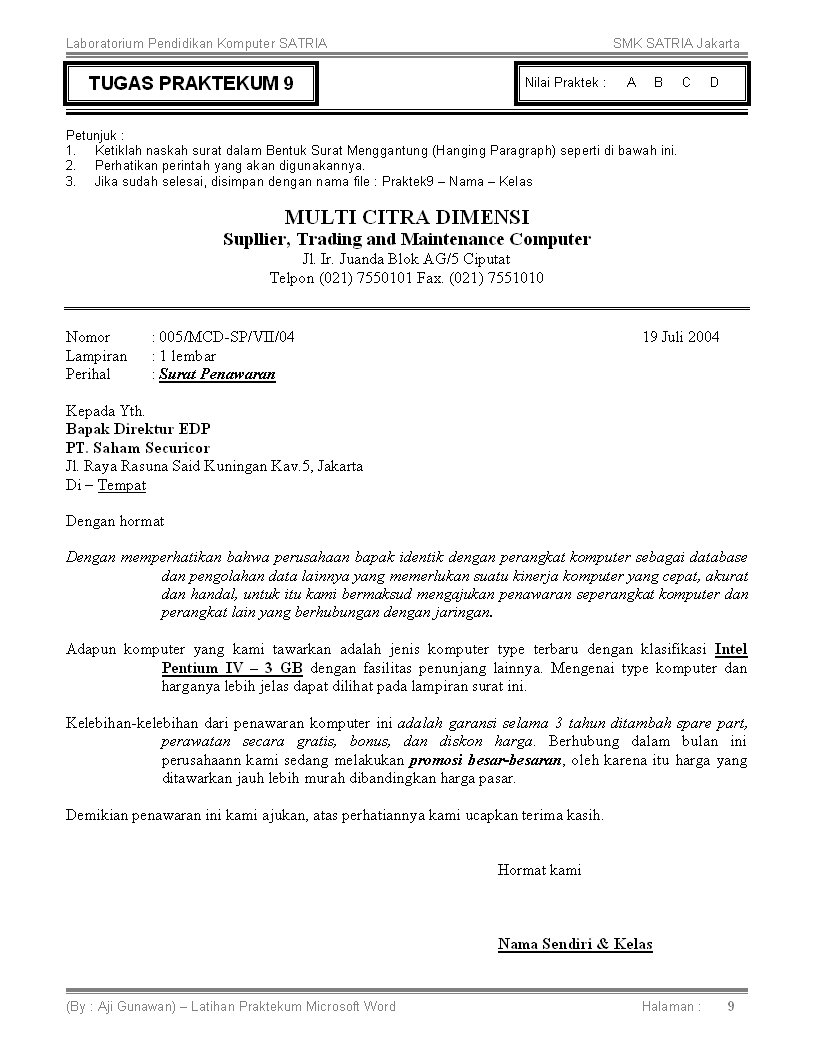 Laboratorium Pendidikan Komputer SATRIA SMK SATRIA Jakarta
TUGAS PRAKTEKUM 9
Nilai Praktek : A B C D
Petunjuk :
1. Ketiklah naskah surat dalam Bentuk Surat Menggantung (Hanging Paragraph) seperti di bawah ini.
2. Perhatikan perintah yang akan digunakannya.
3. Jika sudah selesai, disimpan dengan nama file : Praktek9 – Nama – Kelas
MULTI CITRA DIMENSI
Supllier, Trading and Maintenance Computer
Jl. Ir. Juanda Blok AG/5 Ciputat
Telpon (021) 7550101 Fax. (021) 7551010
Nomor : 005/MCD-SP/VII/04 19 Juli 2004
Lampiran : 1 lembar
Perihal : Surat Penawaran
Kepada Yth.
Bapak Direktur EDP
PT. Saham Securicor
Jl. Raya Rasuna Said Kuningan Kav.5, Jakarta
Di – Tempat
Dengan hormat
Dengan memperhatikan bahwa perusahaan bapak identik dengan perangkat komputer sebagai database
dan pengolahan data lainnya yang memerlukan suatu kinerja komputer yang cepat, akurat
dan handal, untuk itu kami bermaksud mengajukan penawaran seperangkat komputer dan
perangkat lain yang berhubungan dengan jaringan.
Adapun komputer yang kami tawarkan adalah jenis komputer type terbaru dengan klasifikasi Intel
Pentium IV – 3 GB dengan fasilitas penunjang lainnya. Mengenai type komputer dan
harganya lebih jelas dapat dilihat pada lampiran surat ini.
Kelebihan-kelebihan dari penawaran komputer ini adalah garansi selama 3 tahun ditambah spare part,
perawatan secara gratis, bonus, dan diskon harga. Berhubung dalam bulan ini
perusahaann kami sedang melakukan promosi besar-besaran, oleh karena itu harga yang
ditawarkan jauh lebih murah dibandingkan harga pasar.
Demikian penawaran ini kami ajukan, atas perhatiannya kami ucapkan terima kasih.
Hormat kami
Nama Sendiri & Kelas
(By : Aji Gunawan) – Latihan Praktekum Microsoft Word Halaman : 9